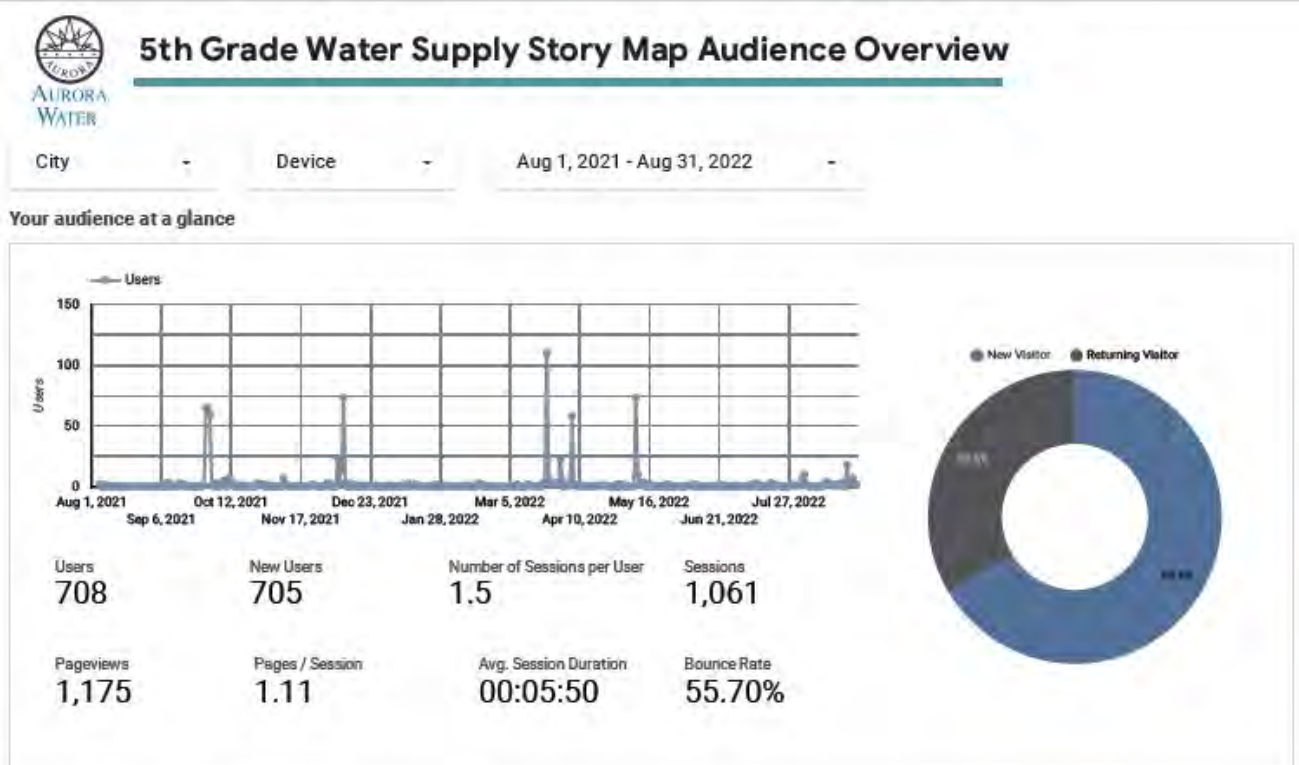 5th Grade Water Supply Story Map Audience Overview
AURORA
AURORA
WATER
City
Device
Aug 1, 2021 - Aug 31, 2022
Your audience at a glance
Users
150
100
50
0
Users
Aug 1, 2021
Sep 6, 2021
Oct 12, 2021
Nov 17, 2021
Dec 23, 2021
Jan 28, 2022
Mar 5, 2022
Apr 10, 2022
May 16, 2022
Jun 21, 2022
Jul 27, 2022
New Visitor Returning Visitor
Users New Users Number of Sessions per User Sessions
708 705 1.5 1,061
Pageviews Pages / Session Avg. Session Duration Bounce Rate
1,175 1.11 00:05:50 55.70%